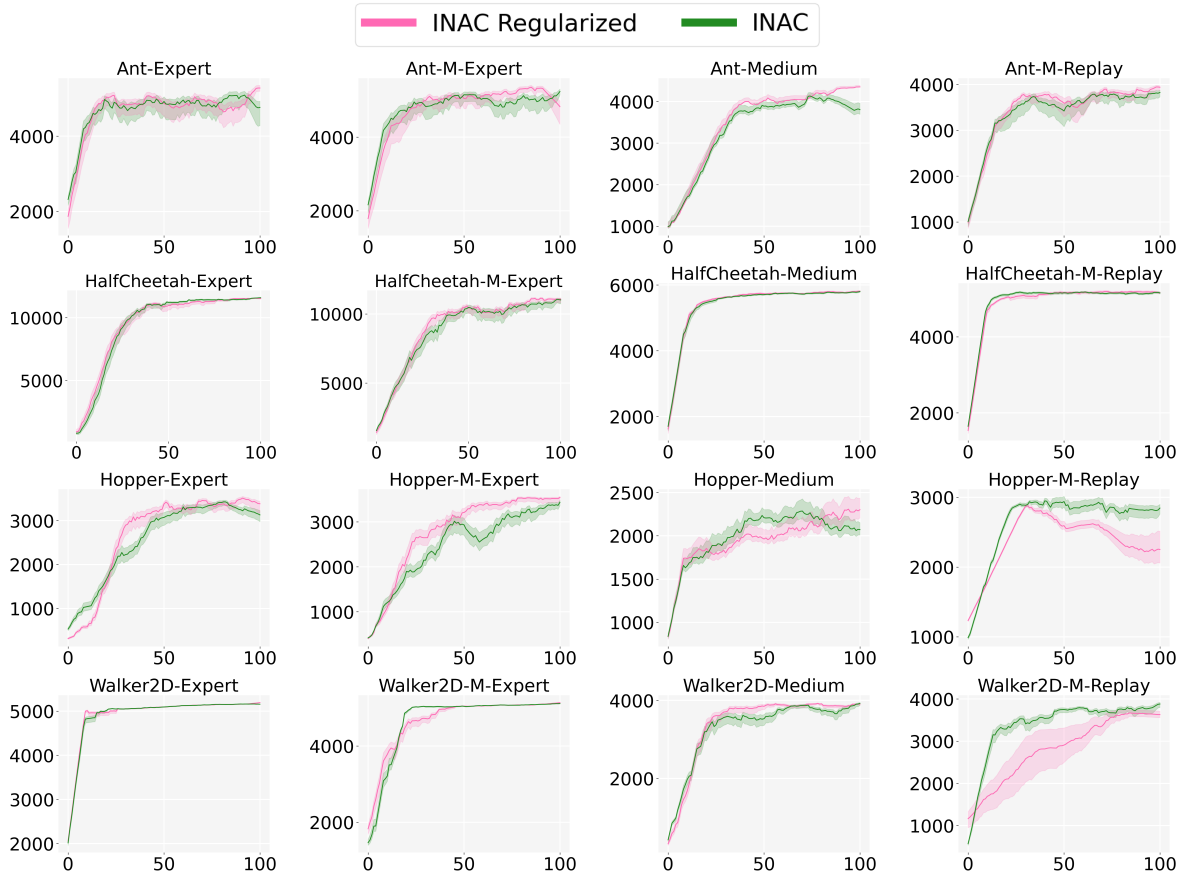 INAC Regularized INAC
Ant-Expert Ant-M-Expert Ant-Medium Ant-M-Replay
4000
2000
0 50 100
4000
2000
0 50 100
4000
3000
2000
1000
0 50 100
4000
3000
2000
1000
0 50 100
HalfCheetah-Expert HalfCheetah-M-Expert HalfCheetah-Medium HalfCheetah-M-Replay
10000
5000
0 50 100
10000
5000
0 50 100
6000
4000
2000
0 50 100
4000
2000
0 50 100
Hopper-Expert Hopper-M-Expert Hopper-Medium Hopper-M-Replay
3000
2000
1000
0 50 100
3000
2000
1000
0 50 100
2500
2000
1500
1000
0 50 100
3000
2000
1000
0 50 100
Walker2D-Expert Walker2D-M-Expert Walker2D-Medium Walker2D-M-Replay
5000
4000
3000
2000
0 50 100
4000
2000
0 50 100
4000
2000
0 50 100
4000
3000
2000
1000
0 50 100